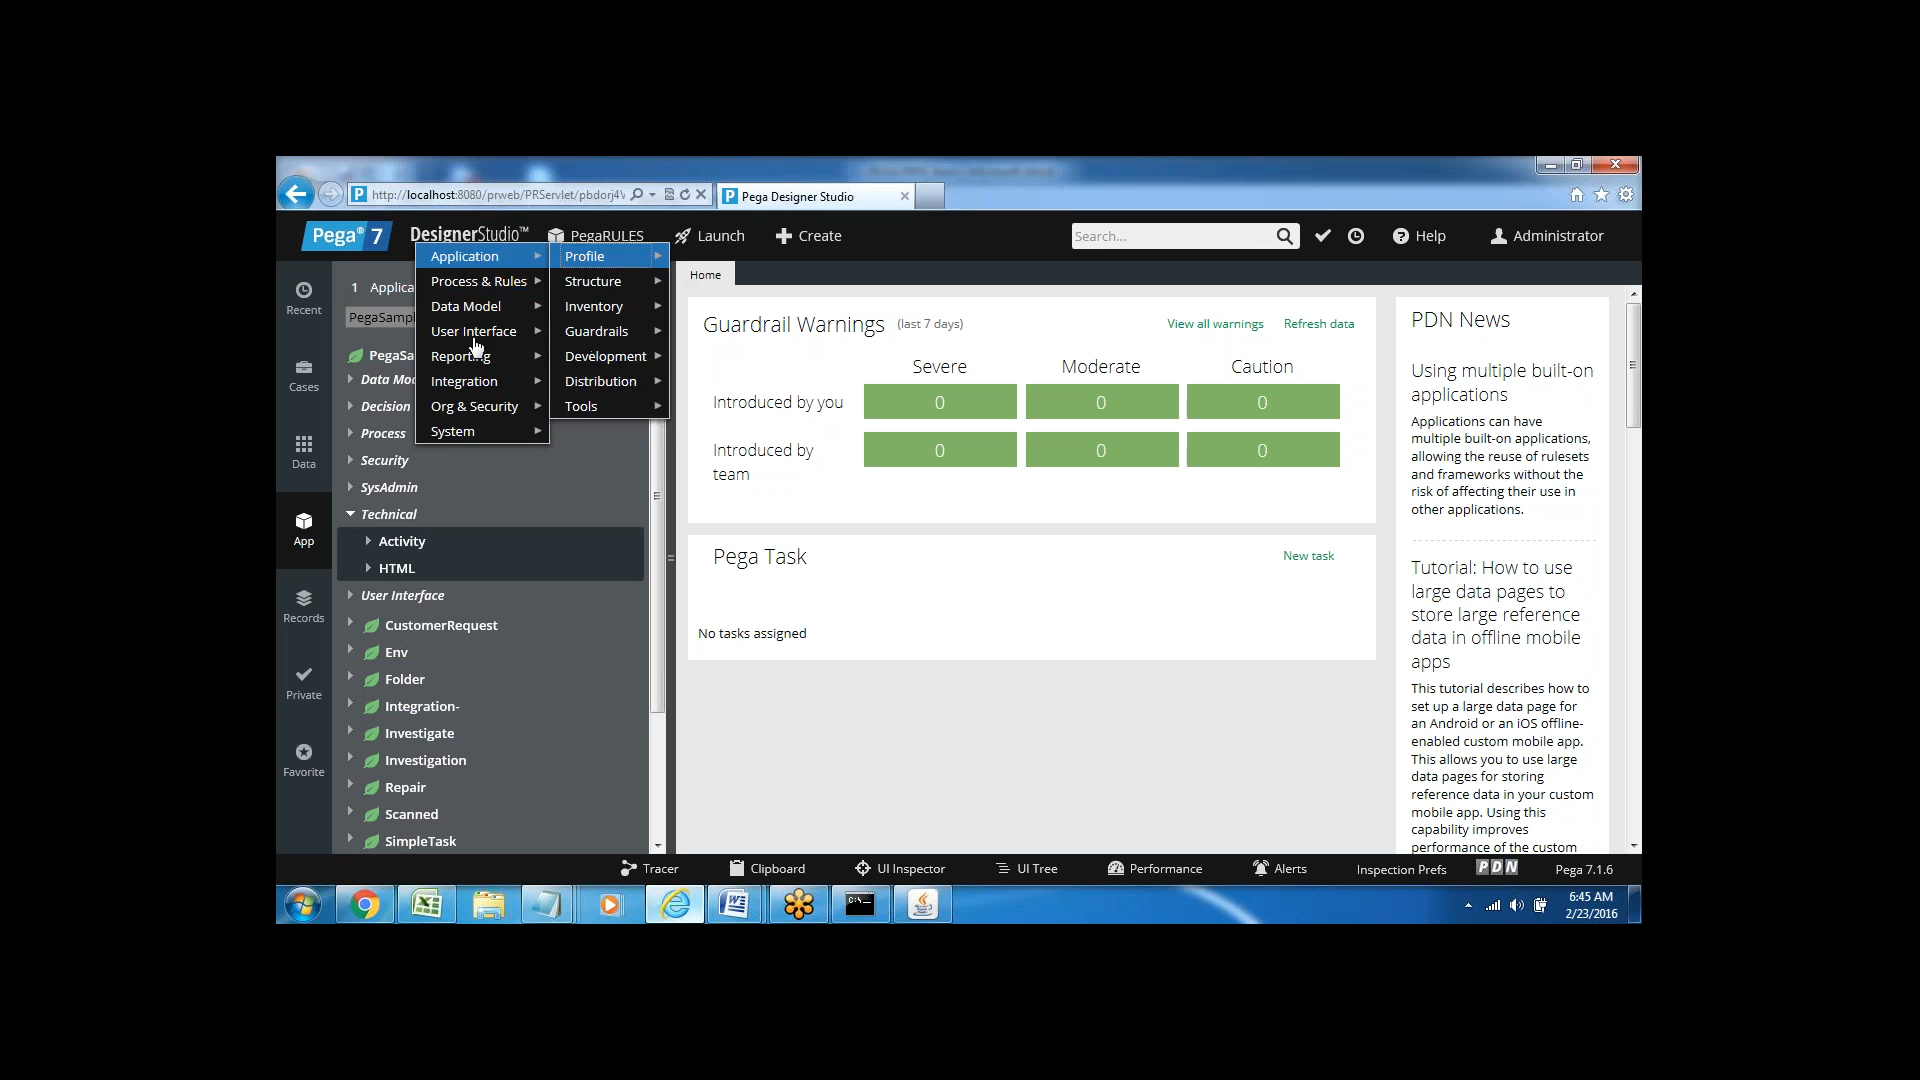 http://localhost:8080/prweb/PRServlet/pbdorj4V
Pega Designer Studio
Pega® 7
DesignerStudio™
PegaRULES
Launch
Create
Search...
Help
Administrator
Application
Process & Rules
Data Model
User Interface
Reporting
Integration
Org & Security
System
Profile
Structure
Inventory
Guardrails
Development
Distribution
Tools
Recent
Cases
Data
App
Records
Private
Favorite
1 Applica
PegaSampl
PegaSa
Data Mod
Decision
Process
Security
SysAdmin
Technical
Activity
HTML
User Interface
CustomerRequest
Env
Folder
Integration-
Investigate
Investigation
Repair
Scanned
SimpleTask
Home
Guardrail Warnings (last 7 days)
View all warnings Refresh data
Severe Moderate Caution
Introduced by you 0 0 0
Introduced by
team
0 0 0
Pega Task
New task
No tasks assigned
PDN News
Using multiple built-on
applications
Applications can have
multiple built-on applications,
allowing the reuse of rulesets
and frameworks without the
risk of affecting their use in
other applications.
Tutorial: How to use
large data pages to
store large reference
data in offline mobile
apps
This tutorial describes how to
set up a large data page for
an Android or an iOS offline-
enabled custom mobile app.
This allows you to use large
data pages for storing
reference data in your custom
mobile app. Using this
capability improves
performance of the custom
Tracer
Clipboard
UI Inspector
UI Tree
Performance
Alerts
Inspection Prefs
PDN
Pega 7.1.6
C:\
6:45 AM
2/23/2016